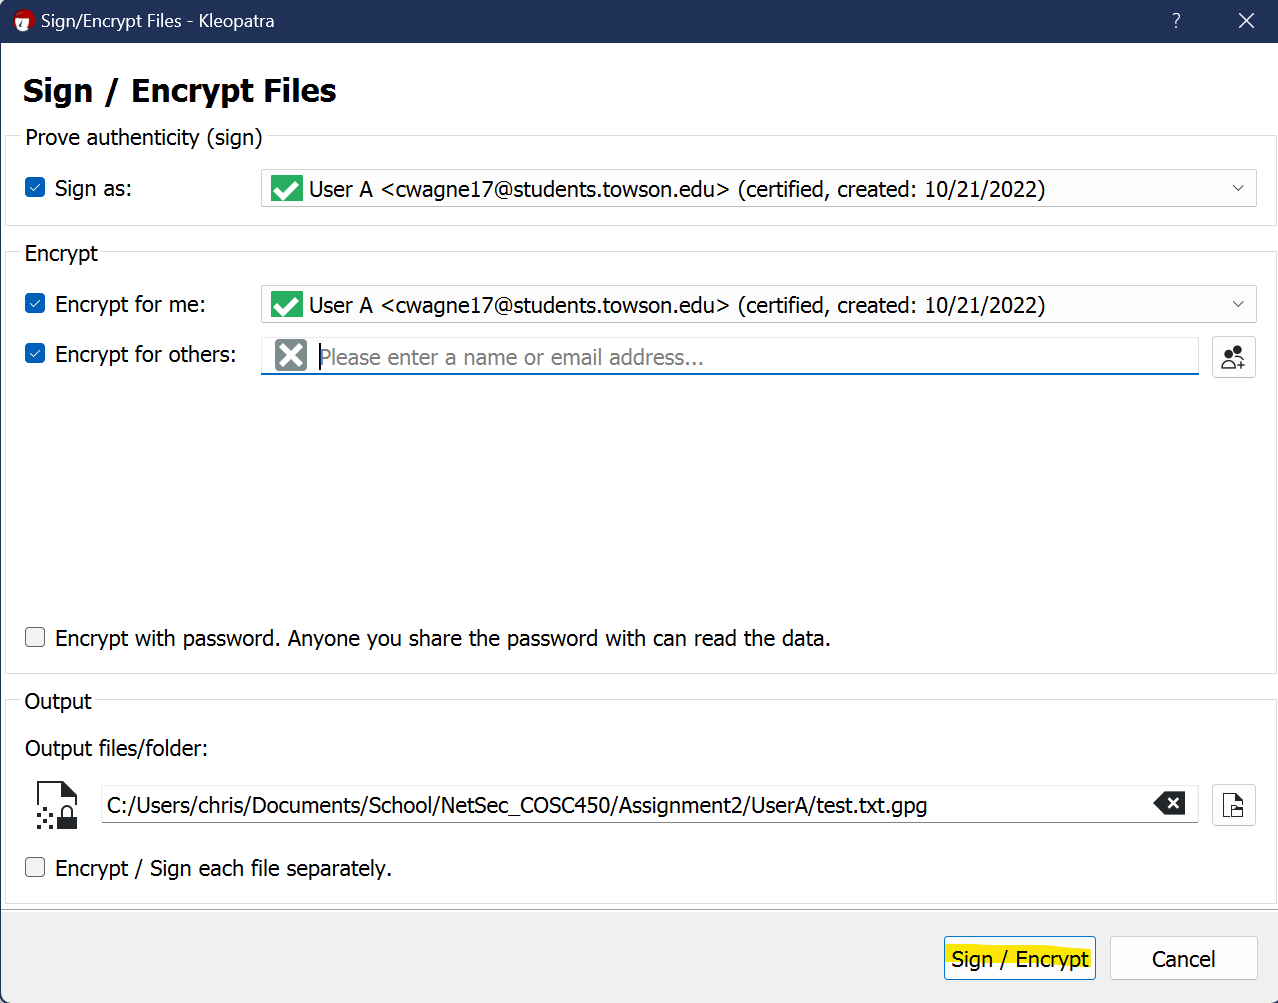 Sign/Encrypt Files - Kleopatra
?
Sign / Encrypt Files
Prove authenticity (sign)
Sign as:
User A <cwagne17@students.towson.edu> (certified, created: 10/21/2022)
Encrypt
Encrypt for me:
User A <cwagne17@students.towson.edu> (certified, created: 10/21/2022)
Encrypt for others:
Please enter a name or email address...
Encrypt with password. Anyone you share the password with can read the data.
Output
Output files/folder:
C:/Users/chris/Documents/School/NetSec_COSC450/Assignment2/UserA/test.txt.gpg
Encrypt / Sign each file separately.
Sign / Encrypt
Cancel